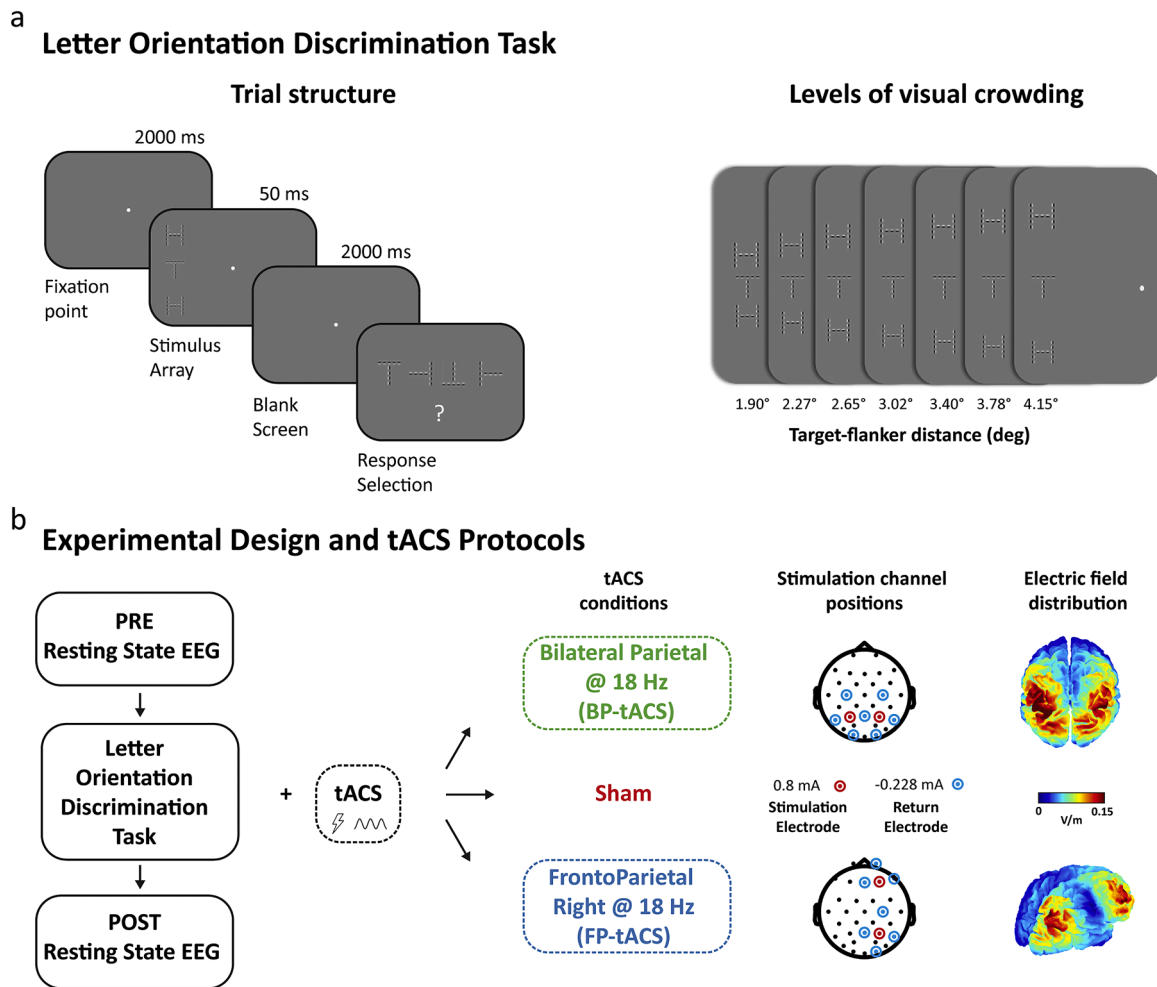 a
Letter Orientation Discrimination Task
Trial structure
2000 ms
Fixation
point
50 ms
H
T
H
Stimulus
Array
2000 ms
Blank
Screen
?
Response
Selection
Levels of visual crowding
1.90° 2.27° 2.65° 3.02° 3.40° 3.78° 4.15°
Target-flanker distance (deg)
b
Experimental Design and tACS Protocols
PRE
Resting State EEG
Letter
Orientation
Discrimination
Task
POST
Resting State EEG
+
tACS
tACS
conditions
Bilateral Parietal
@ 18 Hz
(BP-tACS)
Sham
FrontoParietal
Right @ 18 Hz
(FP-tACS)
Stimulation channel
positions
0.8 mA
Stimulation
Electrode
-0.228 mA
Return
Electrode
Electric field
distribution
0 0.15
V/m